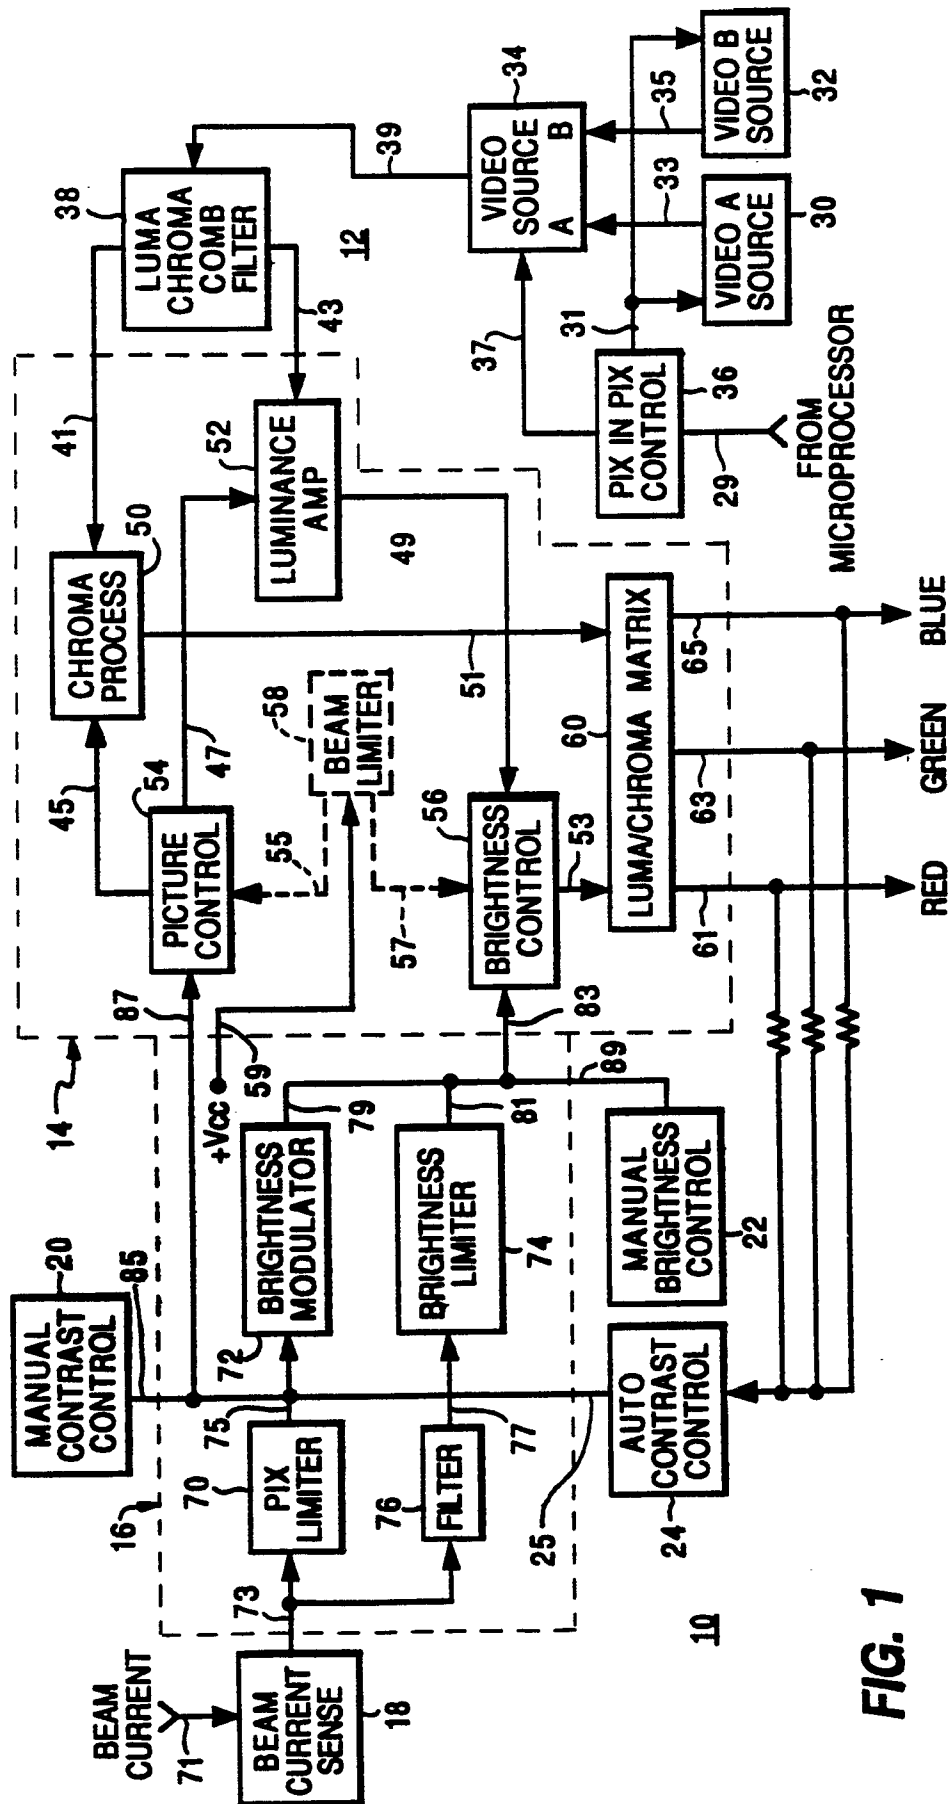 MANUAL
CONTRAST
CONTROL
20
85
16
BEAM
CURRENT
71
BEAM
CURRENT
SENSE
18
73
PIX
LIMITER
70
75
FILTER
76
77
25
BRIGHTNESS
MODULATOR
72
79
BRIGHTNESS
LIMITER
74
81
AUTO
CONTRAST
CONTROL
24
MANUAL
BRIGHTNESS
CONTROL
22
89
83
14
87
+Vcc
59
PICTURE
CONTROL
54
45
47
55
57
BEAM
LIMITER
58
BRIGHTNESS
CONTROL
56
53
CHROMA
PROCESS
50
41
51
LUMINANCE
AMP
52
49
43
LUMA
CHROMA
COMB
FILTER
38
12
39
LUMA/CHROMA MATRIX
60
61
63
65
RED
GREEN
BLUE
VIDEO
SOURCE
A B
34
37
33
35
PIX IN PIX
CONTROL
36
31
29
FROM
MICROPROCESSOR
VIDEO A
SOURCE
30
VIDEO B
SOURCE
32
10
FIG. 1